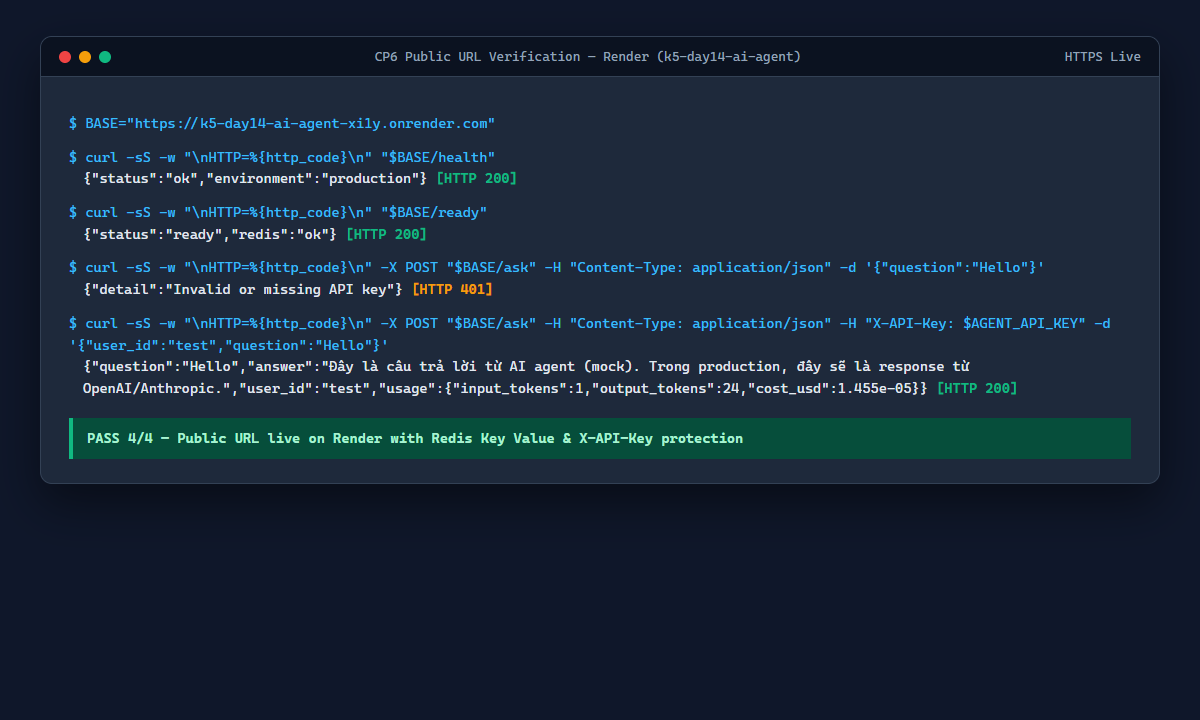 CP6 Public URL Verification — Render (k5-day14-ai-agent)
HTTPS Live
$ BASE="https://k5-day14-ai-agent-xi1y.onrender.com"
$ curl -sS -w "\nHTTP=%{http_code}\n" "$BASE/health"
{"status":"ok","environment":"production"} [HTTP 200]
$ curl -sS -w "\nHTTP=%{http_code}\n" "$BASE/ready"
{"status":"ready","redis":"ok"} [HTTP 200]
$ curl -sS -w "\nHTTP=%{http_code}\n" -X POST "$BASE/ask" -H "Content-Type: application/json" -d '{"question":"Hello"}'
{"detail":"Invalid or missing API key"} [HTTP 401]
$ curl -sS -w "\nHTTP=%{http_code}\n" -X POST "$BASE/ask" -H "Content-Type: application/json" -H "X-API-Key: $AGENT_API_KEY" -d
'{"user_id":"test","question":"Hello"}'
{"question":"Hello","answer":"Đây là câu trả lời từ AI agent (mock). Trong production, đây sẽ là response từ
OpenAI/Anthropic.","user_id":"test","usage":{"input_tokens":1,"output_tokens":24,"cost_usd":1.455e-05}} [HTTP 200]
PASS 4/4 — Public URL live on Render with Redis Key Value & X-API-Key protection